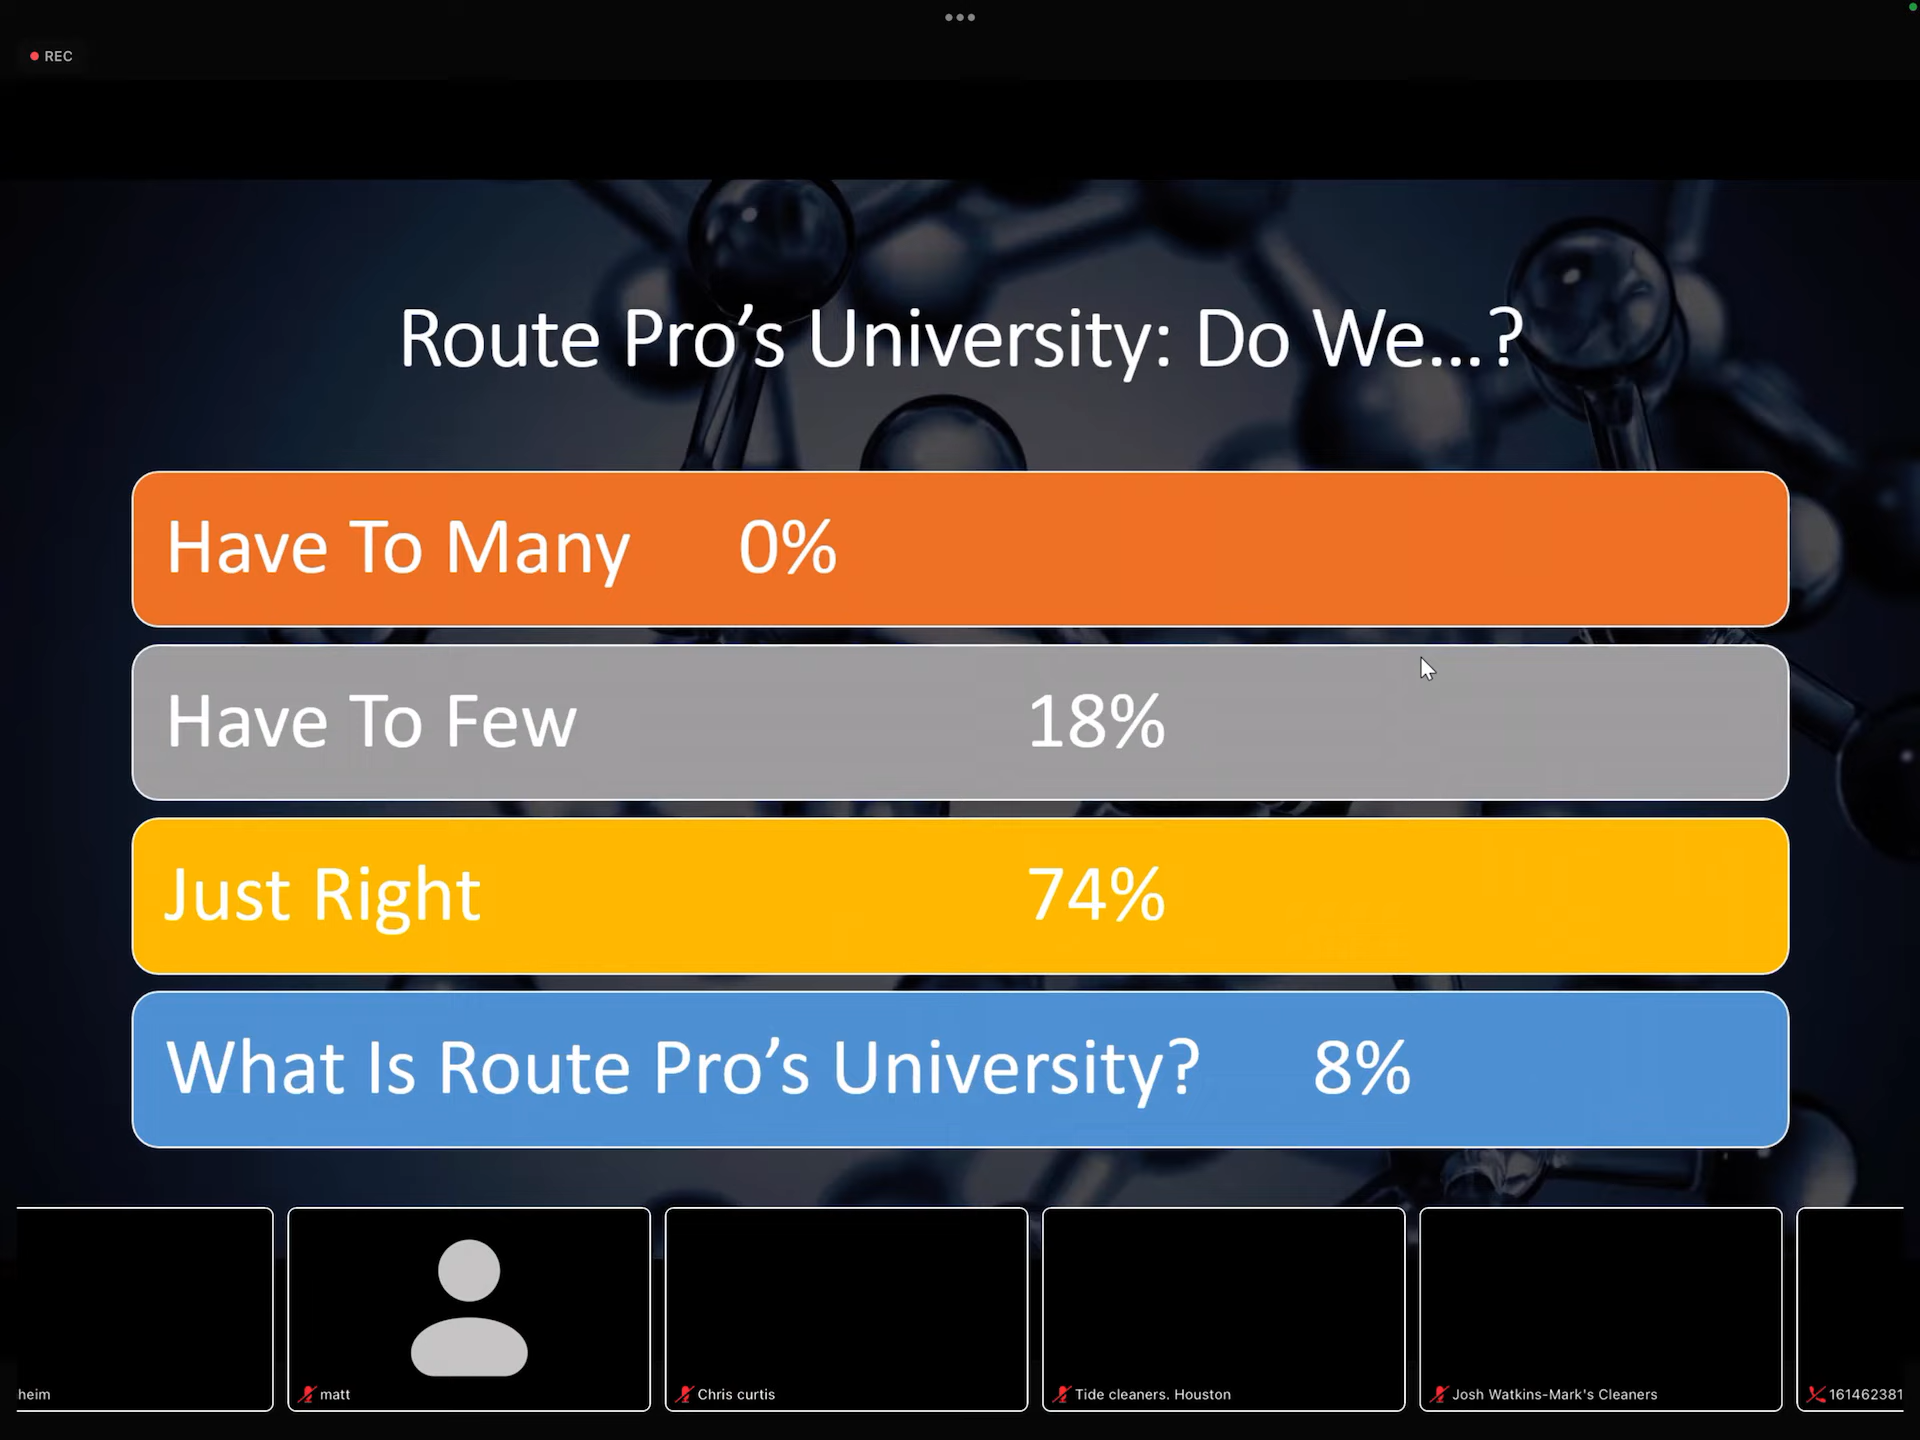 REC
Route Pro’s University: Do We...?
Have To Many 0%
Have To Few 18%
Just Right 74%
What Is Route Pro’s University? 8%
heim
matt
Chris curtis
Tide cleaners. Houston
Josh Watkins-Mark's Cleaners
161462381